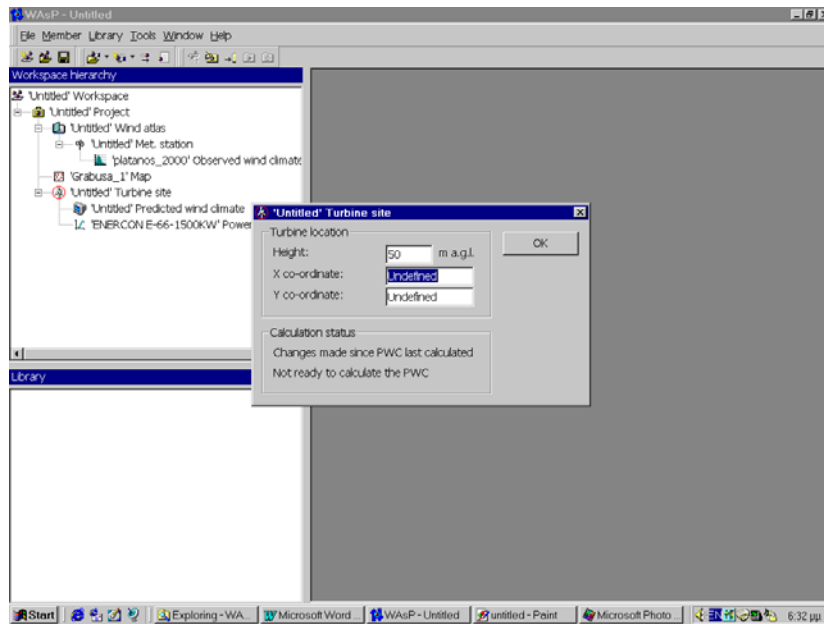 WAsP - Untitled
File Member Library Tools Window Help
Workspace hierarchy
'Untitled' Workspace
'Untitled' Project
'Untitled' Wind atlas
'Untitled' Met. station
'platanos_2000' Observed wind climate
'Grabusa_1' Map
'Untitled' Turbine site
'Untitled' Predicted wind climate
'ENERCON E-66-1500KW' Power
'Untitled' Turbine site
Turbine location
Height: 50 m a.g.l.
OK
X co-ordinate: Undefined
Y co-ordinate: Undefined
Calculation status
Changes made since PWC last calculated
Not ready to calculate the PWC
Library
Start Exploring - WA... Microsoft Word ... WAsP - Untitled untitled - Paint Microsoft Photo ... EN 6:32 μμ